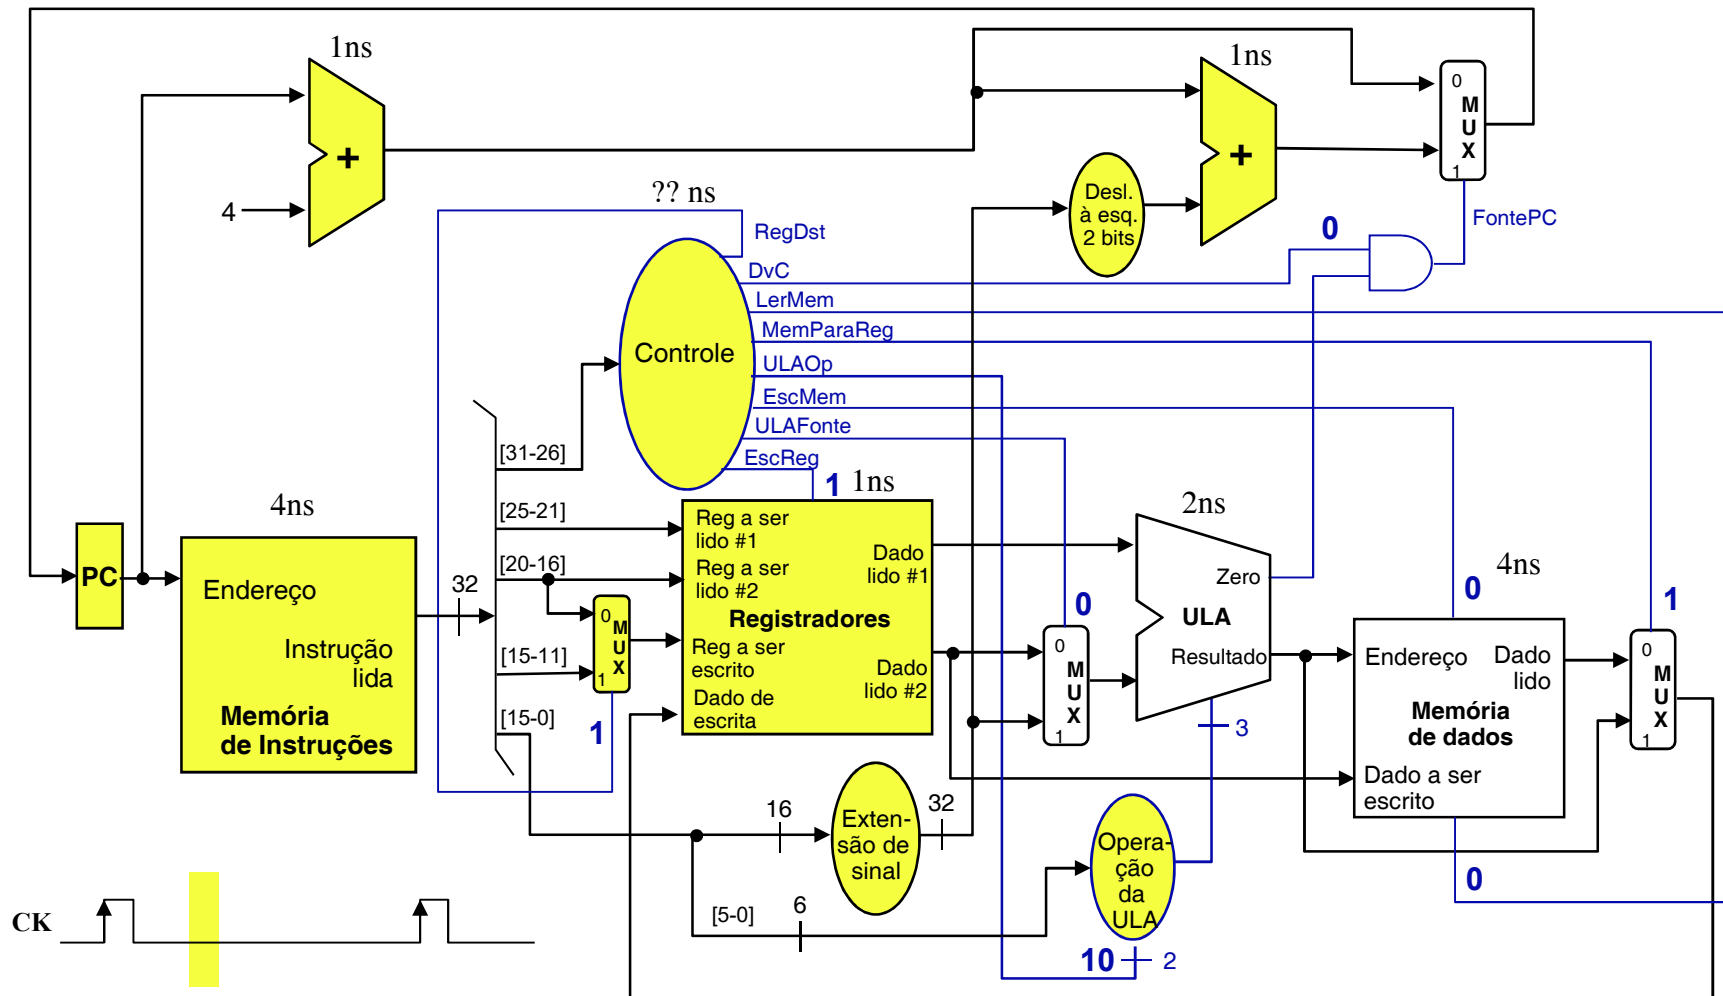 1ns
1ns
0
M
U
X
1
+
+
4
?? ns
Desl.
à esq.
2 bits
RegDst
0
FontePC
DvC
LerMem
MemParaReg
Controle
ULAOp
EscMem
ULAFonte
EscReg
[31-26]
1
1ns
4ns
[25-21]
Reg a ser
lido #1
2ns
Dado
lido #1
[20-16]
Reg a ser
lido #2
PC
Endereço
32
Zero
4ns
0
1
0
0
M
U
X
1
Registradores
ULA
Reg a ser
escrito
0
M
U
X
1
Instrução
lida
[15-11]
Dado
lido #2
Resultado
Endereço
Dado
lido
0
M
U
X
1
Dado de
escrita
Memória
de Instruções
[15-0]
1
3
Memória
de dados
Dado a ser
escrito
16
Exten-
são de
sinal
32
Opera-
ção
da
ULA
0
CK
[5-0]
6
10
2